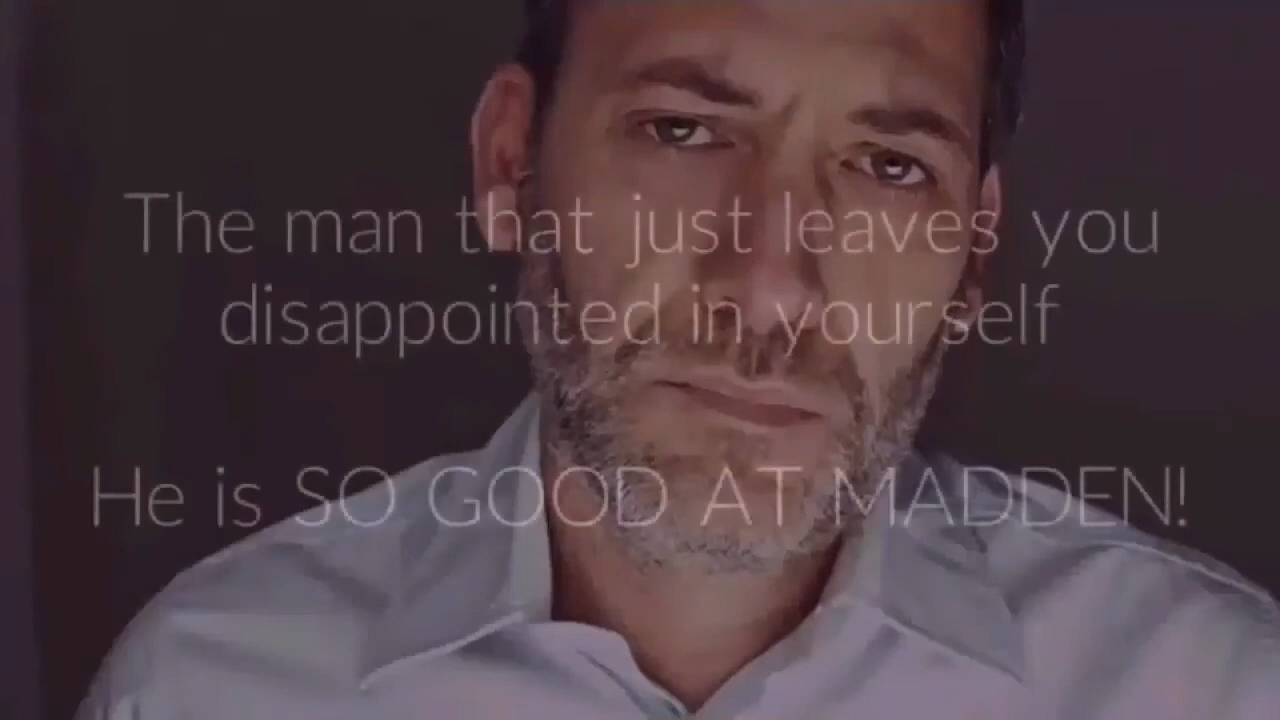 The man that just leaves you
disappointed in yourself
He is SO GOOD AT MADDEN!